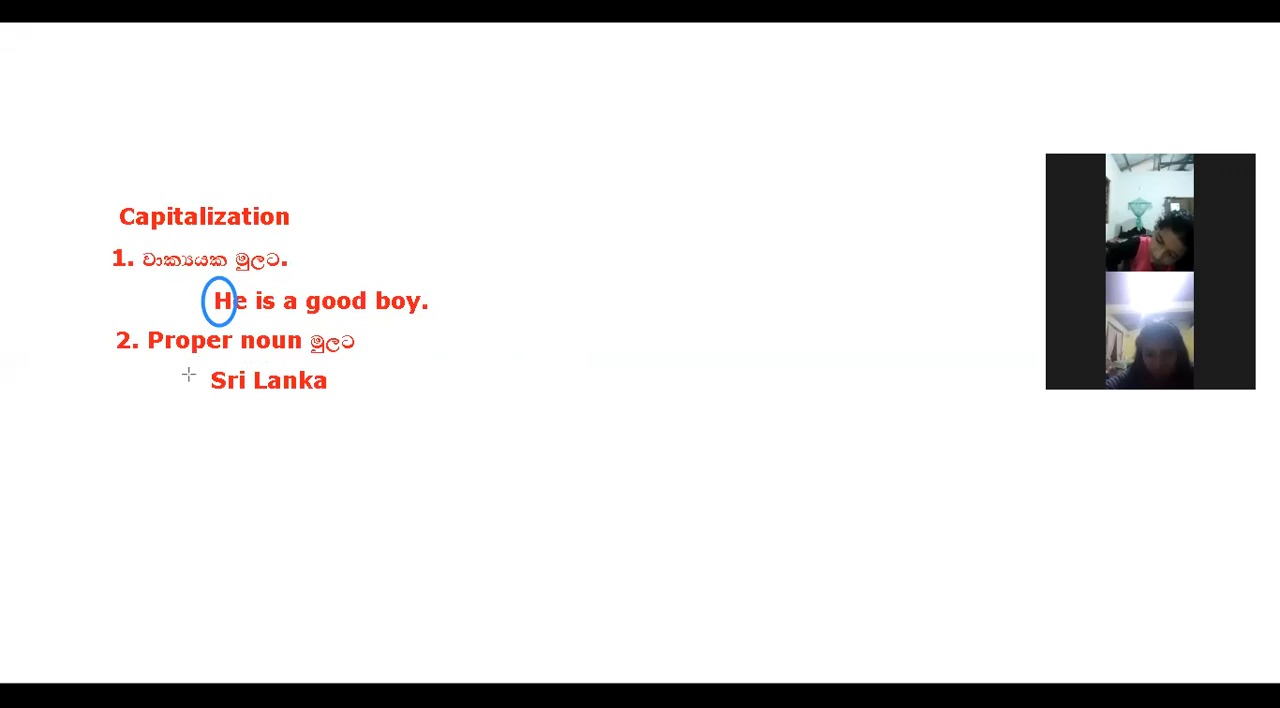 Capitalization
1. වාක්‍යයක මුලට.
He is a good boy.
2. Proper noun මුලට
Sri Lanka